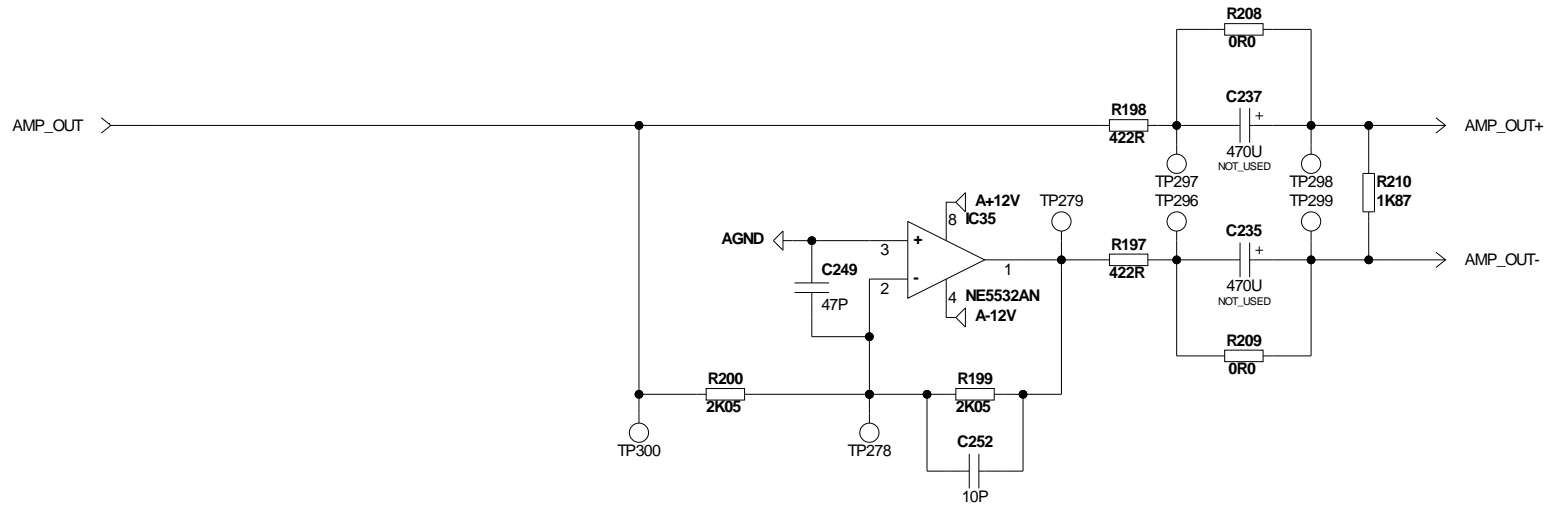 R208
0R0
AMP_OUT
R198
422R
C237
+
470U
NOT_USED
AMP_OUT+
TP297
TP298
TP296
TP299
R210
1K87
TP279
A+12V
8
IC35
AGND
3
+
C249
47P
2
-
1
4
NE5532AN
A-12V
R197
422R
C235
+
470U
NOT_USED
AMP_OUT-
R209
0R0
R200
2K05
R199
2K05
TP300
TP278
C252
10P